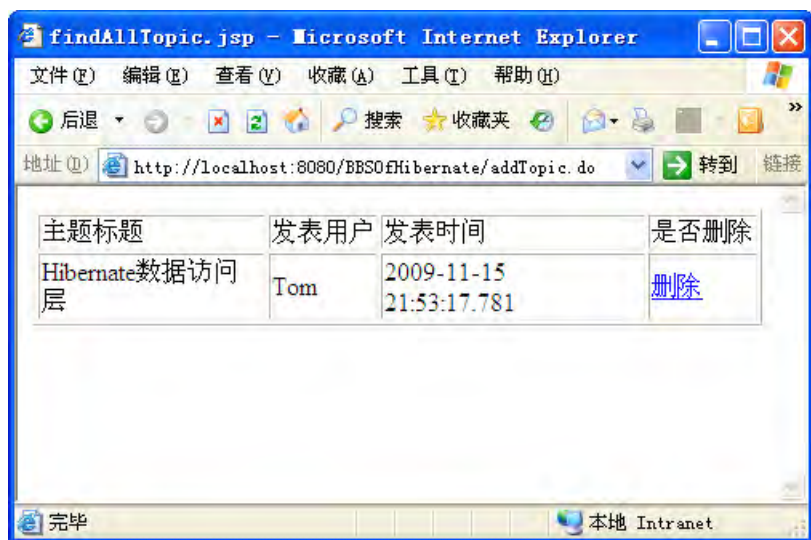 findAllTopic.jsp - Microsoft Internet Explorer
文件(F) 编辑(E) 查看(V) 收藏(A) 工具(T) 帮助(H)
后退 搜索 收藏夹 »
地址(D) http://localhost:8080/BBSOfHibernate/addTopic.do 转到 链接
主题标题 发表用户 发表时间 是否删除
Hibernate数据访问
层
Tom
2009-11-15
21:53:17.781
删除
完毕 本地 Intranet